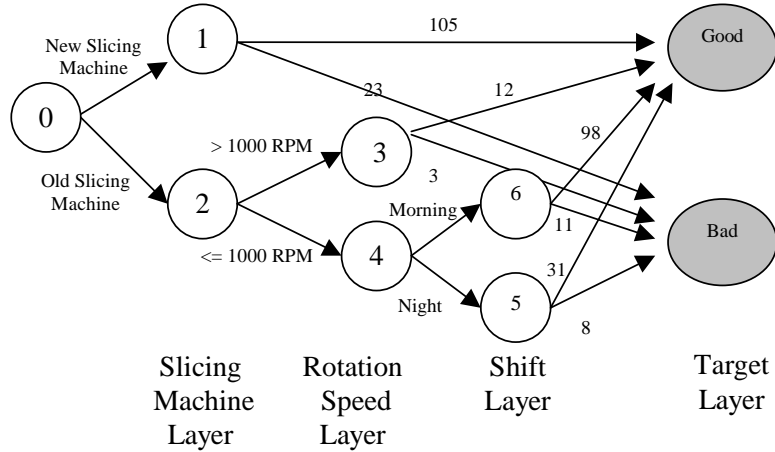 105
Good
1
New Slicing
Machine
23
12
0
98
> 1000 RPM
3
3
Old Slicing
Machine
2
Morning
6
11
Bad
<= 1000 RPM
4
31
Night
5
8
Slicing
Machine
Layer
Rotation
Speed
Layer
Shift
Layer
Target
Layer